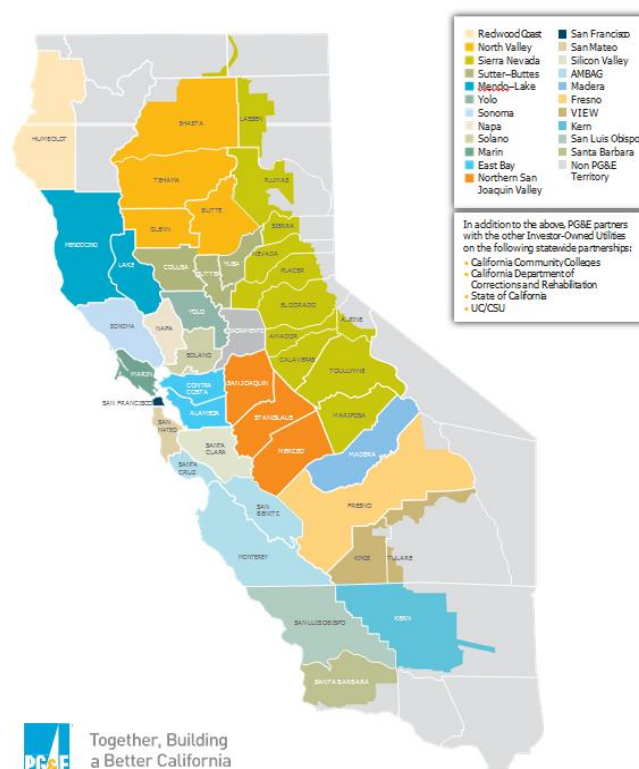 Redwood Coast
North Valley
Sierra Nevada
Sutter–Buttes
Mendo–Lake
Yolo
Sonoma
Napa
Solano
Marin
East Bay
Northern San
Joaquin Valley
San Francisco
San Mateo
Silicon Valley
AMBAG
Madera
Fresno
VIEW
Kern
San Luis Obispo
Santa Barbara
Non PG&E
Territory
In addition to the above, PG&E partners
with the other Investor-Owned Utilities
on the following statewide partnerships:
• California Community Colleges
• California Department of
Corrections and Rehabilitation
• State of California
• UC/CSU
HUMBOLDT
SHASTA
LASSEN
TEHAMA
PLUMAS
BUTTE
GLENN
SIERRA
MENDOCINO
LAKE
COLUSA
SUTTER
YUBA
NEVADA
PLACER
EL DORADO
ALPINE
SONOMA
NAPA
YOLO
SACRAMENTO
AMADOR
SOLANO
CALAVERAS
TOULUMNE
MARIN
CONTRA
COSTA
SAN JOAQUIN
SAN FRANCISCO
ALAMEDA
STANISLAUS
MARIPOSA
SAN
MATEO
SANTA
CLARA
MERCED
MADERA
SANTA
CRUZ
SAN
BENITO
FRESNO
MONTEREY
KINGS
TULARE
SAN LUIS OBISPO
KERN
SANTA BARBARA
PG&E
Together, Building
a Better California